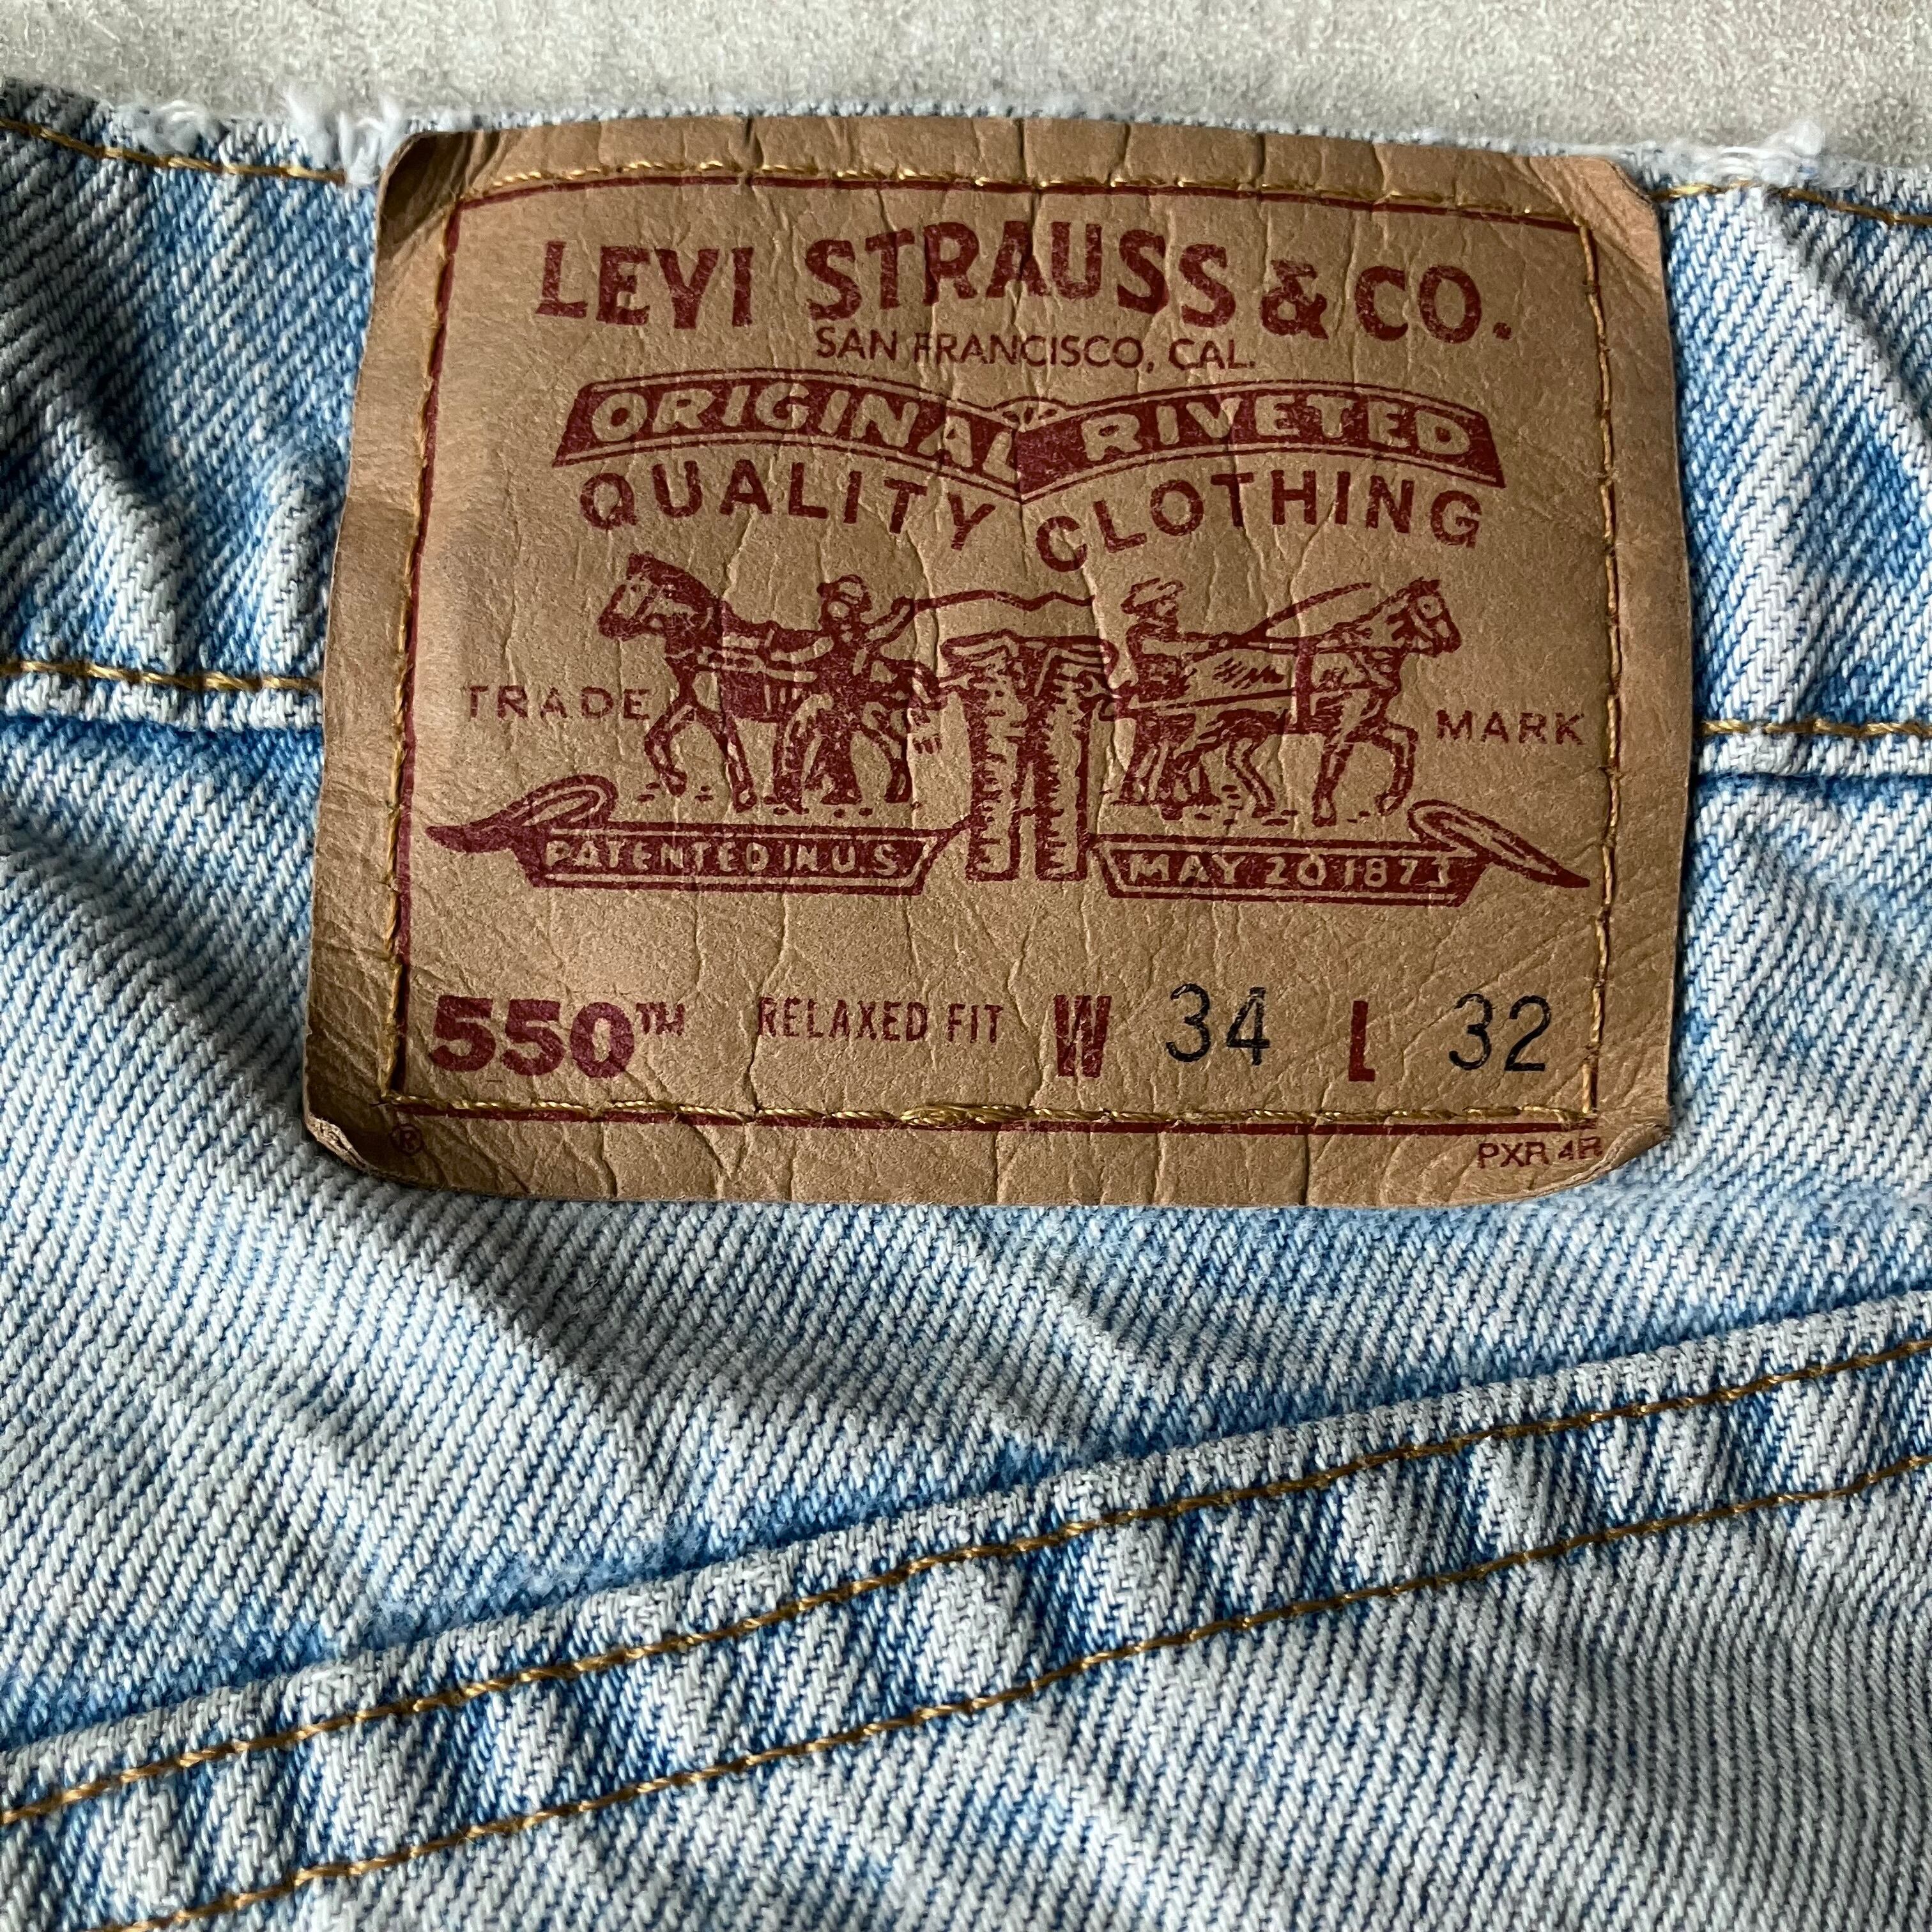 LEVI STRAUSS & CO.
SAN FRANCISCO, CAL.
ORIGINAL RIVETED
QUALITY CLOTHING
TRADE MARK
PATENTED IN U.S. MAY 20 1873
550™ RELAXED FIT W 34 L 32
®
PXR 4R